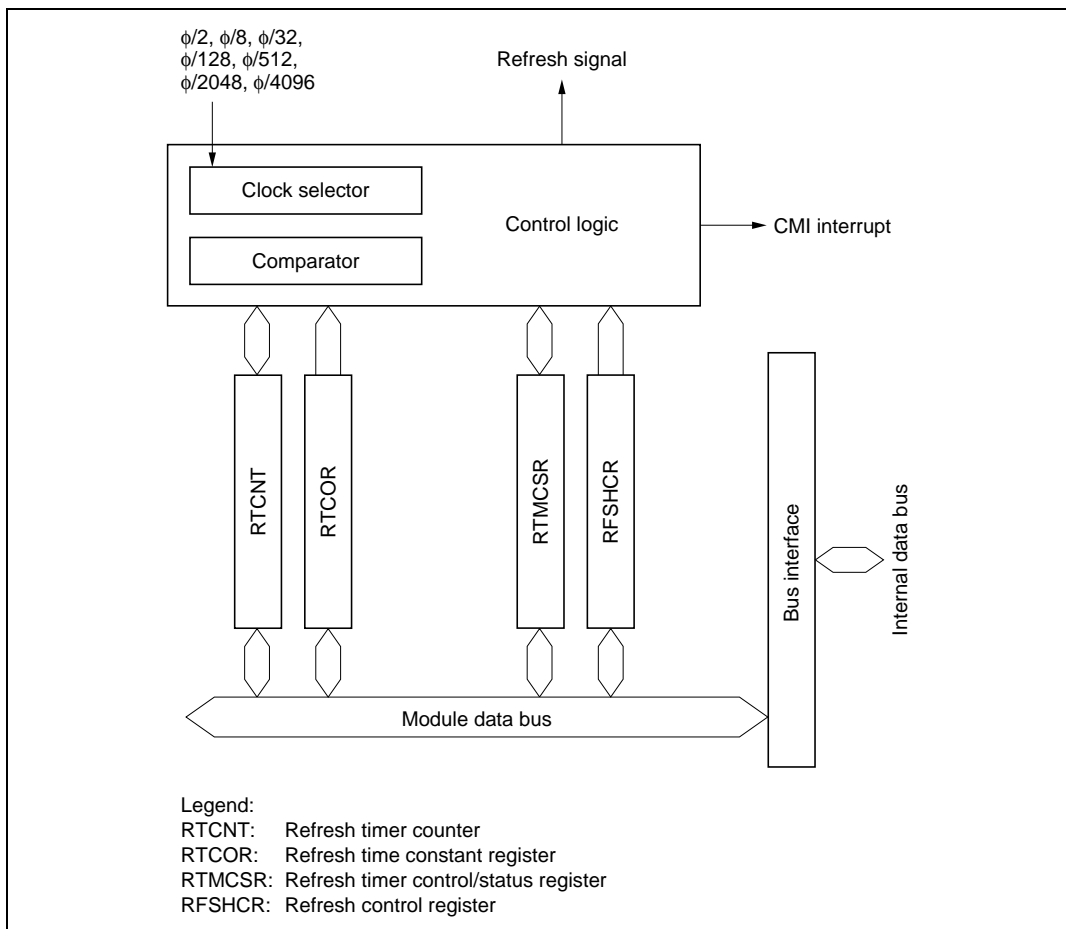 ϕ/2, ϕ/8, ϕ/32,
ϕ/128, ϕ/512,
ϕ/2048, ϕ/4096
Refresh signal
Clock selector
Control logic
CMI interrupt
Comparator
RTCNT
RTCOR
RTMCSR
RFSHCR
Bus interface
Internal data bus
Module data bus
Legend:
RTCNT: Refresh timer counter
RTCOR: Refresh time constant register
RTMCSR: Refresh timer control/status register
RFSHCR: Refresh control register